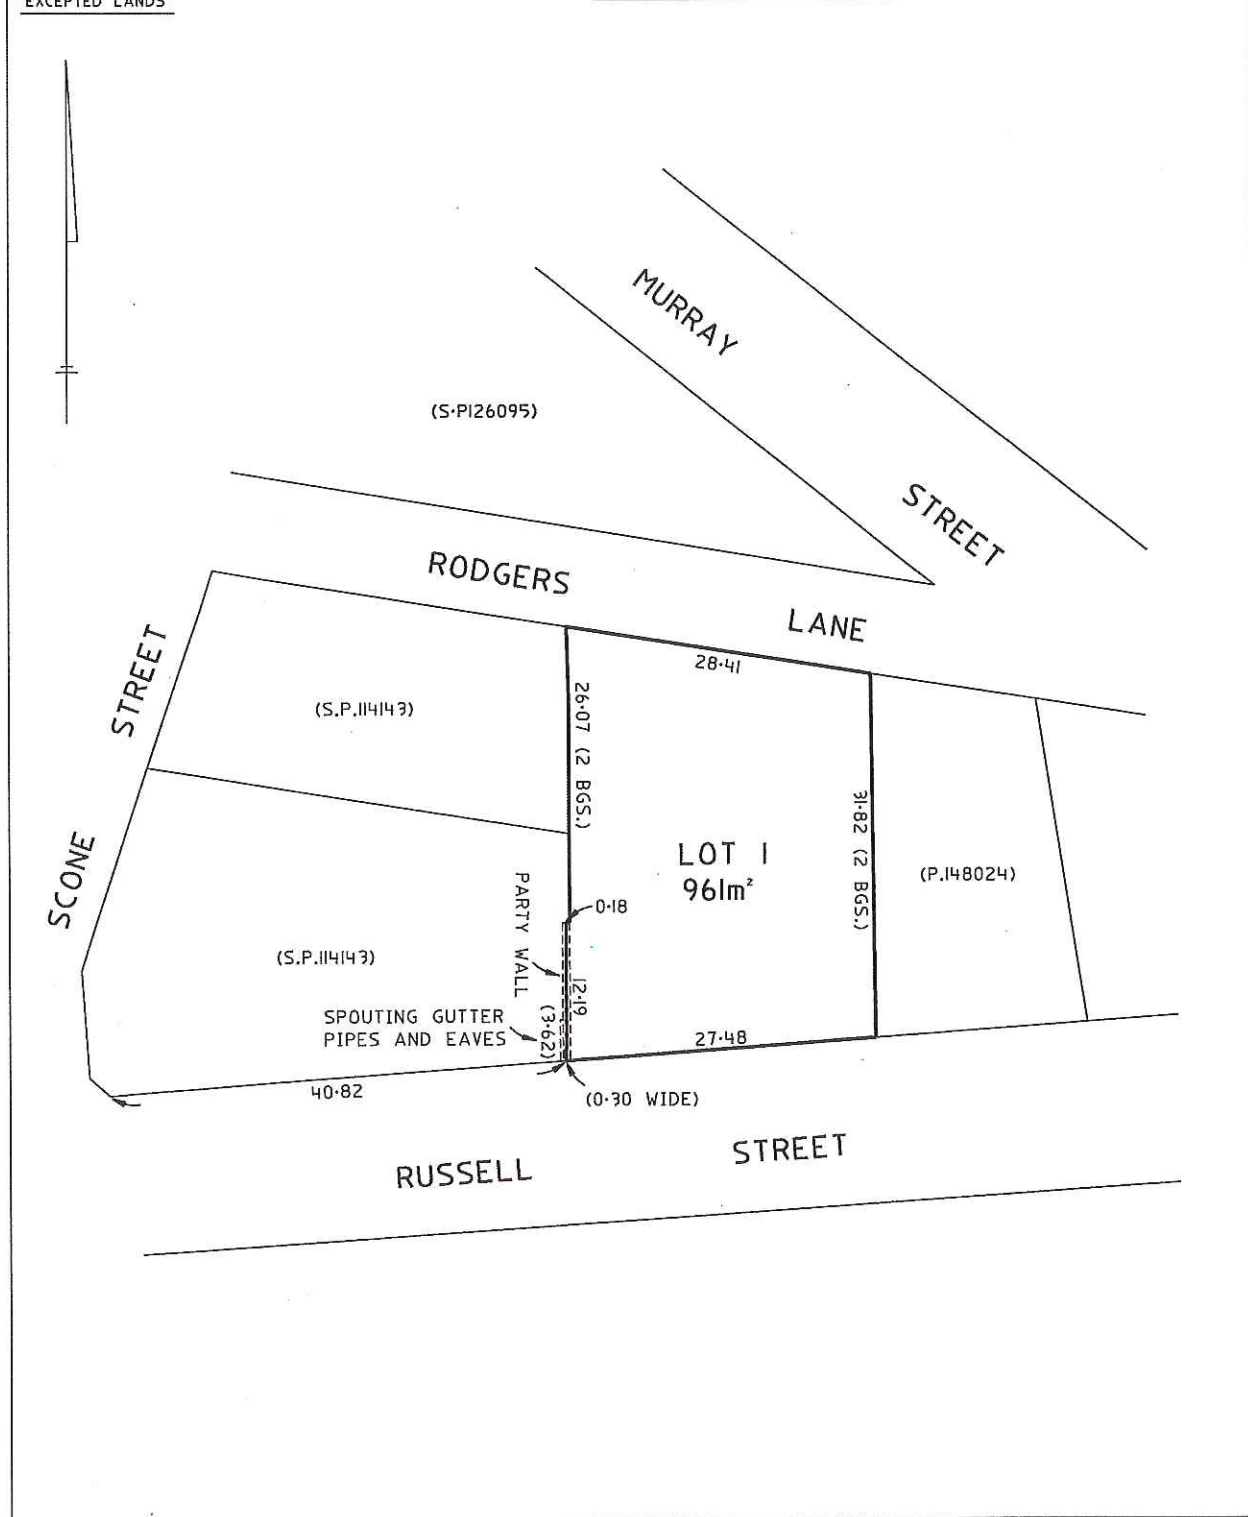 EXCEPTED LANDS
MURRAY
STREET
(S.P126095)
RODGERS
LANE
STREET
SCONE
28.41
(S.P.114143)
26.07 (2 BGS.)
31.82 (2 BGS.)
LOT 1
961m²
(P.148024)
PARTY WALL
0.18
(S.P.114143)
12.19
(3.62)
SPOUTING GUTTER
PIPES AND EAVES
27.48
40.82
(0.30 WIDE)
RUSSELL
STREET